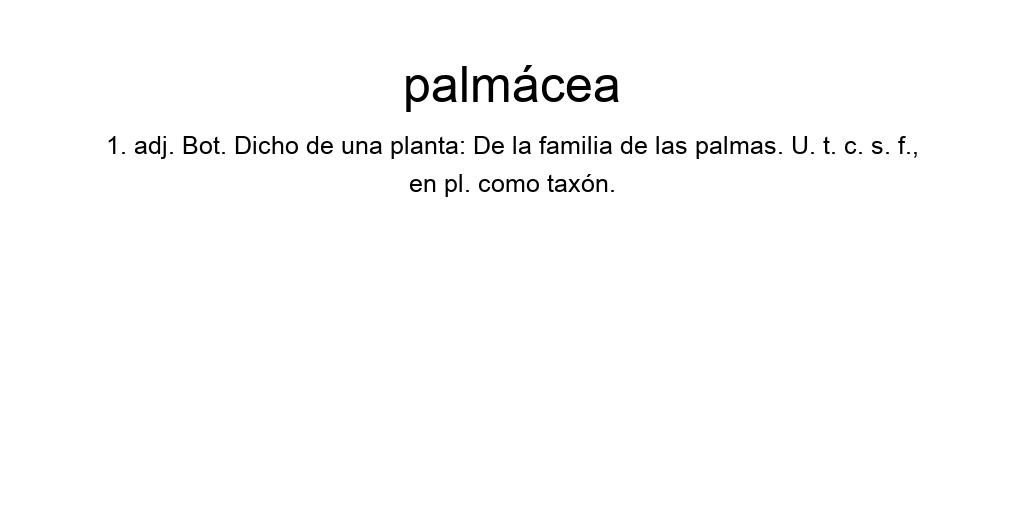 palmácea
1. adj. Bot. Dicho de una planta: De la familia de las palmas. U. t. c. s. f.,
en pl. como taxón.